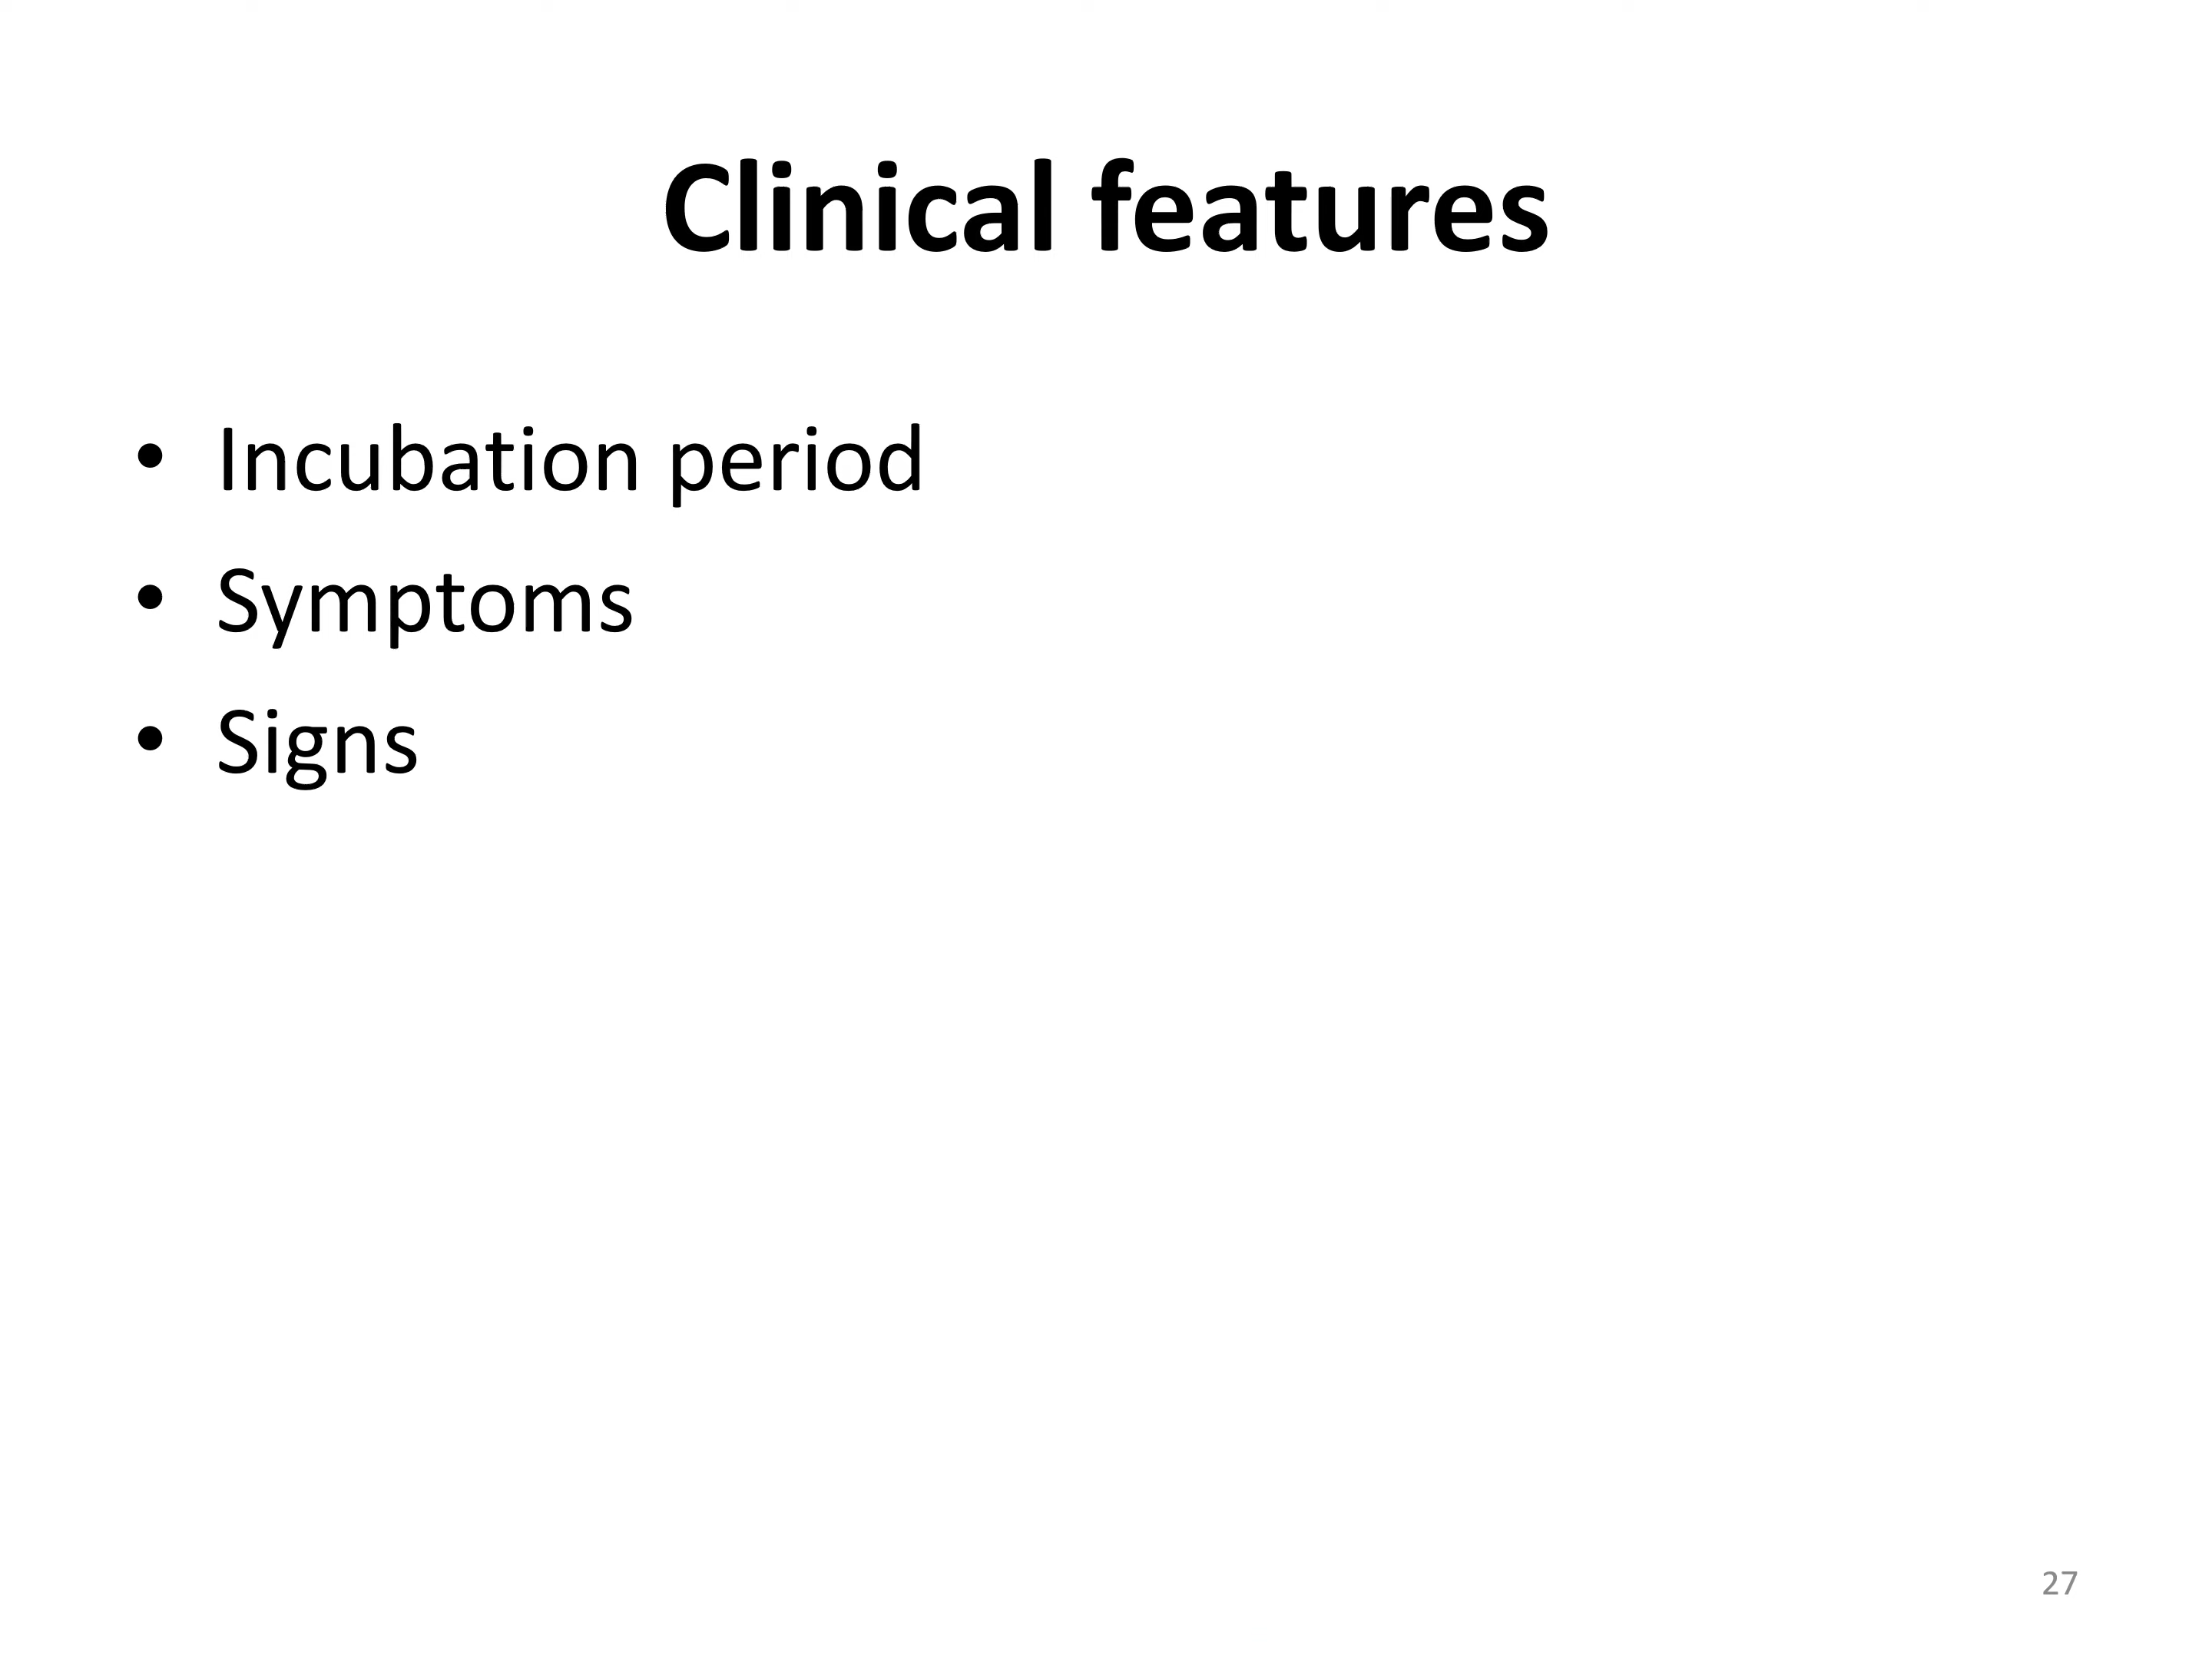 Clinical features
• Incubation period
• Symptoms
• Signs
27